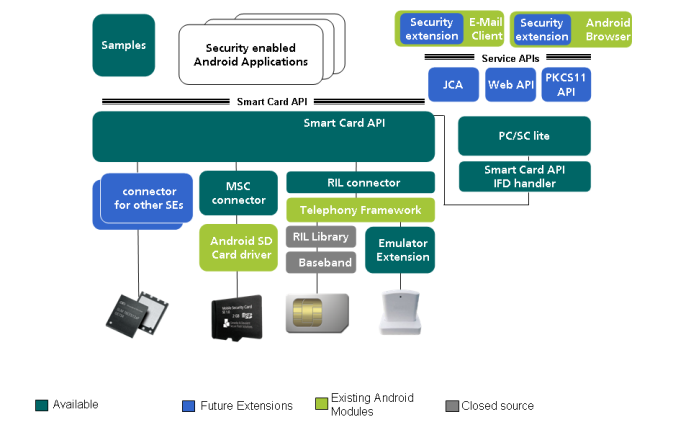 Samples
Security enabled
Android Applications
Security
extension
E-Mail
Client
Security
extension
Android
Browser
Service APIs
JCA
Web API
PKCS11
API
Smart Card API
Smart Card API
PC/SC lite
Smart Card API
IFD handler
connector
for other SEs
MSC
connector
RIL connector
Telephony Framework
Android SD
Card driver
RIL Library
Baseband
Emulator
Extension
Mobile Security Card
Available
Future Extensions
Existing Android
Modules
Closed source